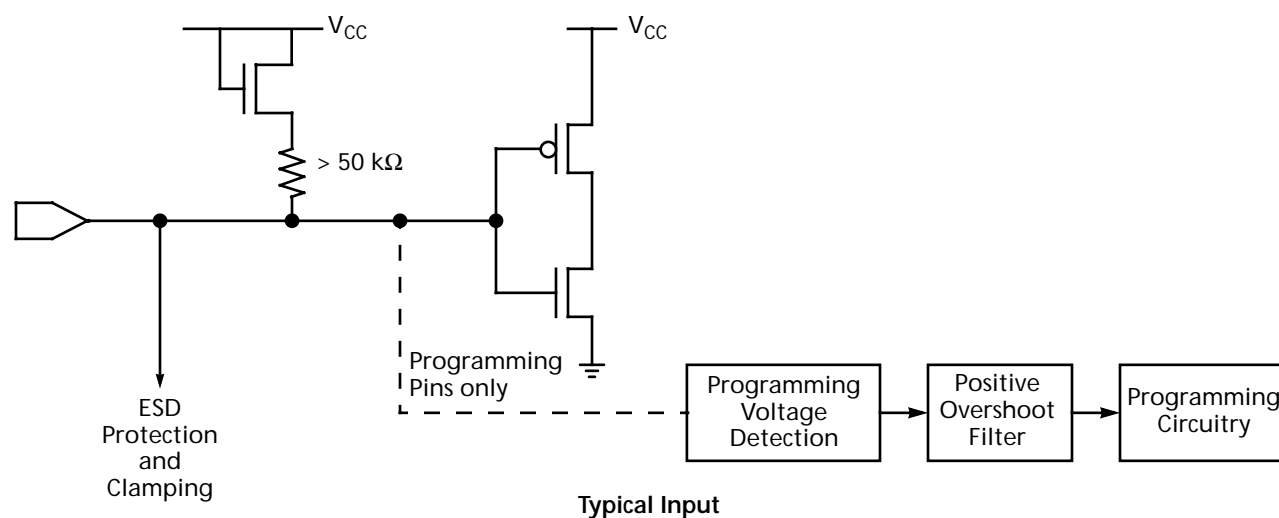 VCC
VCC
> 50 kΩ
Programming
Pins only
ESD
Protection
and
Clamping
Programming
Voltage
Detection
Positive
Overshoot
Filter
Programming
Circuitry
Typical Input